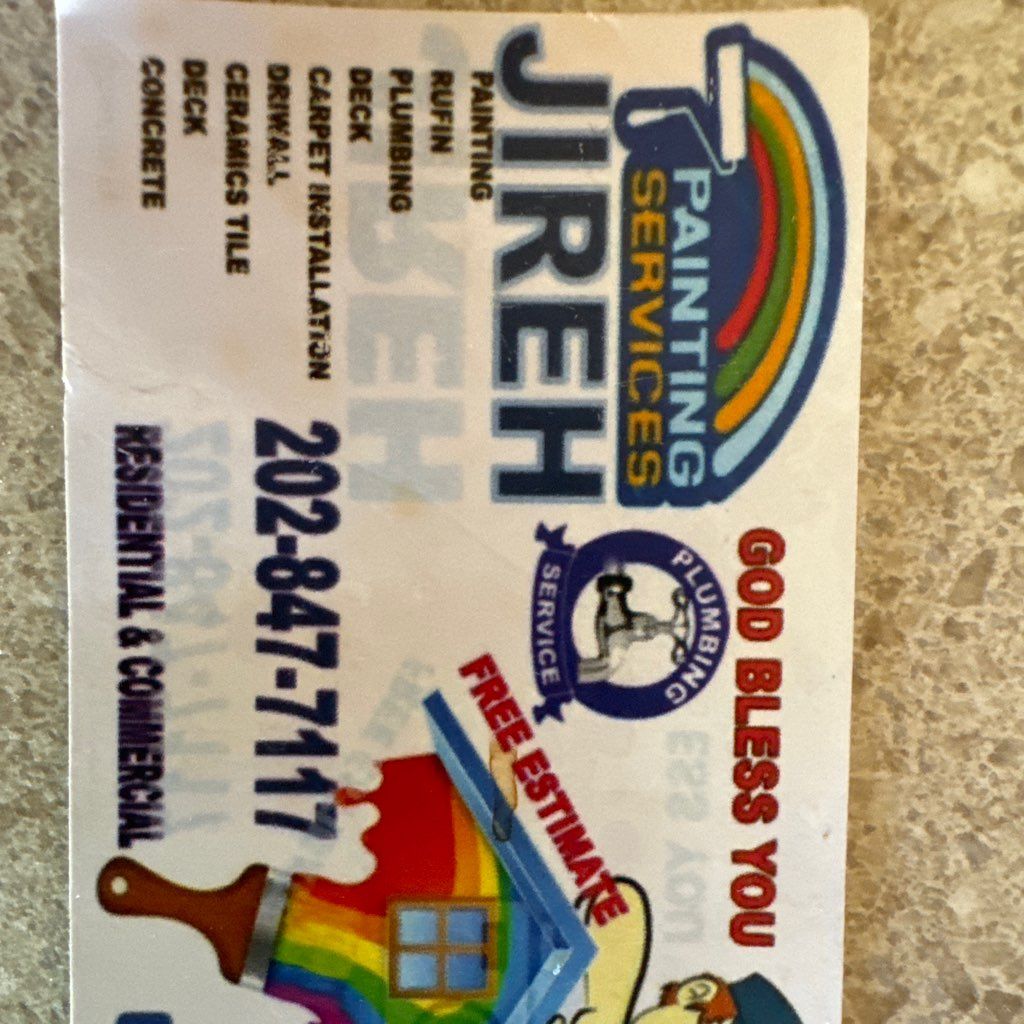 PAINTING
SERVICES
JIREH
PAINTING
RUFIN
PLUMBING
DECK
CARPET INSTALLATION
DRIWALL
CERAMICS TILE
DECK
CONCRETE
GOD BLESS YOU
PLUMBING
SERVICE
FREE ESTIMATE
202-847-7117
RESIDENTIAL & COMMERCIAL